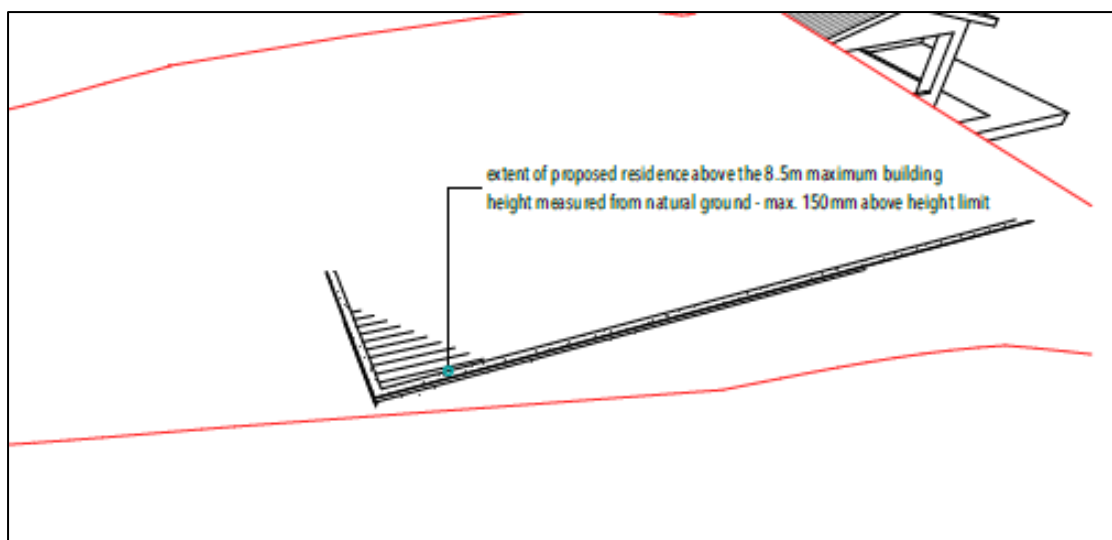 extent of proposed residence above the 8.5m maximum building
height measured from natural ground - max. 150mm above height limit